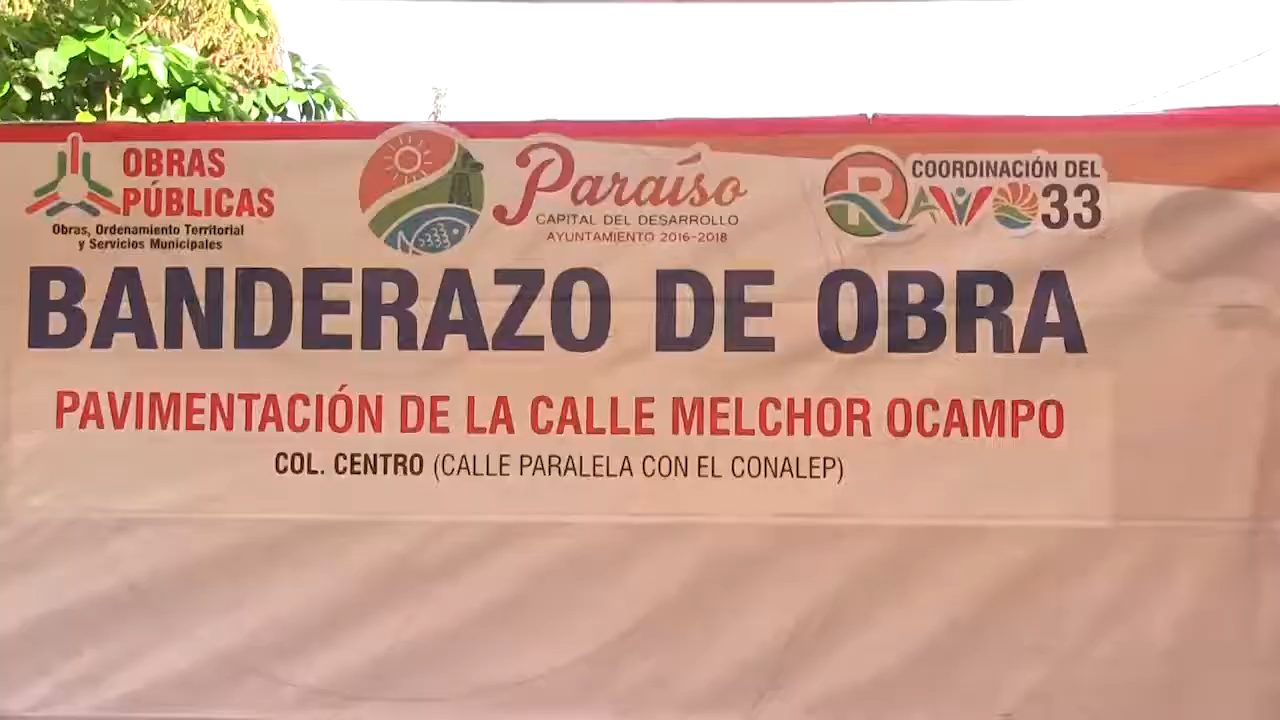 OBRAS
PÚBLICAS
Obras, Ordenamiento Territorial
y Servicios Municipales
Paraíso
CAPITAL DEL DESARROLLO
AYUNTAMIENTO 2016-2018
COORDINACIÓN DEL
RAMO 33
BANDERAZO DE OBRA
PAVIMENTACIÓN DE LA CALLE MELCHOR OCAMPO
COL. CENTRO (CALLE PARALELA CON EL CONALEP)